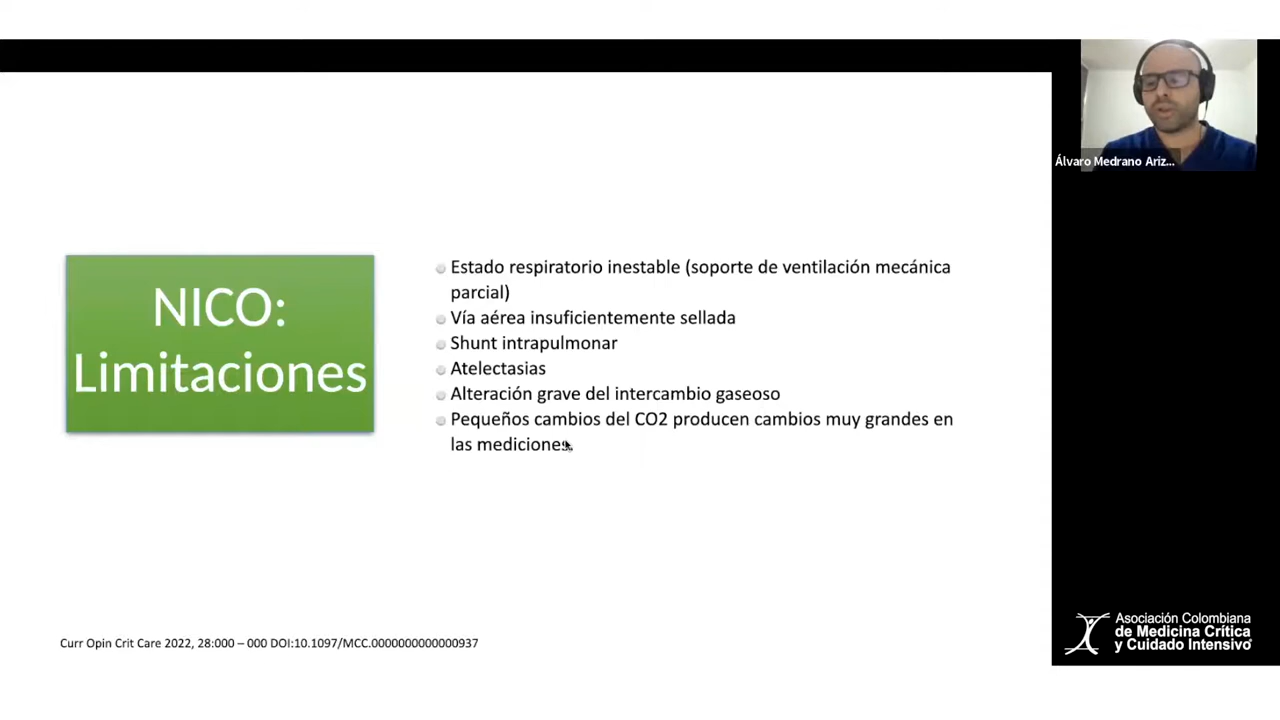 Álvaro Medrano Ariz...
NICO:
Limitaciones
Estado respiratorio inestable (soporte de ventilación mecánica
parcial)
Vía aérea insuficientemente sellada
Shunt intrapulmonar
Atelectasias
Alteración grave del intercambio gaseoso
Pequeños cambios del CO2 producen cambios muy grandes en
las mediciones.
Curr Opin Crit Care 2022, 28:000 – 000 DOI:10.1097/MCC.0000000000000937
Asociación Colombiana
de Medicina Crítica
y Cuidado Intensivo